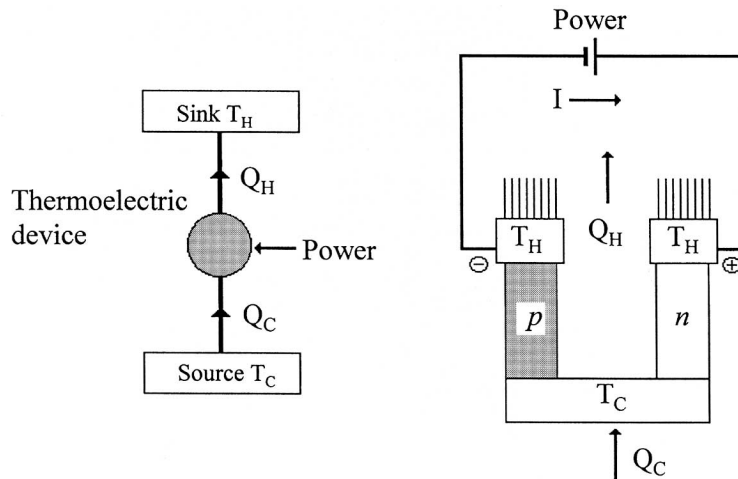 Sink T_H
Q_H
Thermoelectric
device
Power
Q_C
Source T_C
Power
I
T_H
Q_H
T_H
⊖
⊕
p
n
T_C
Q_C